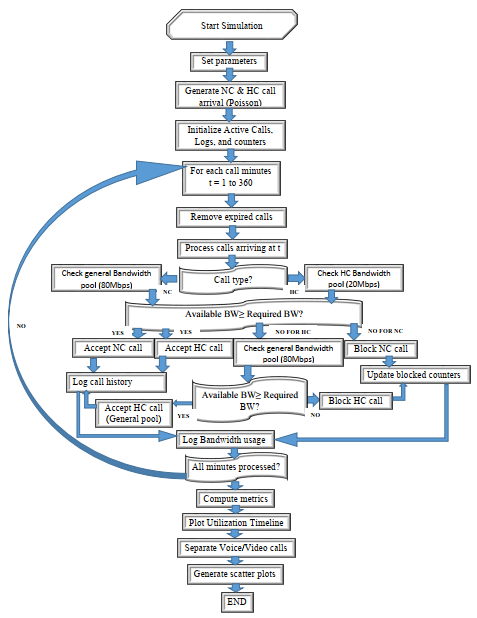 Start Simulation
Set parameters
Generate NC & HC call
arrival (Poisson)
Initialize Active Calls,
Logs, and counters
For each call minutes
t = 1 to 360
Remove expired calls
Process calls arriving at t
Check general Bandwidth
pool (80Mbps)
Call type?
Check HC Bandwidth
pool (20Mbps)
NC
HC
Available BW≥ Required BW?
NO
YES
YES
NO FOR HC
NO FOR NC
Accept NC call
Accept HC call
Check general Bandwidth
pool (80Mbps)
Block NC call
Log call history
Update blocked counters
Available BW≥ Required
BW?
Accept HC call
(General pool)
YES
NO
Block HC call
Log Bandwidth usage
All minutes processed?
Compute metrics
Plot Utilization Timeline
Separate Voice/Video calls
Generate scatter plots
END